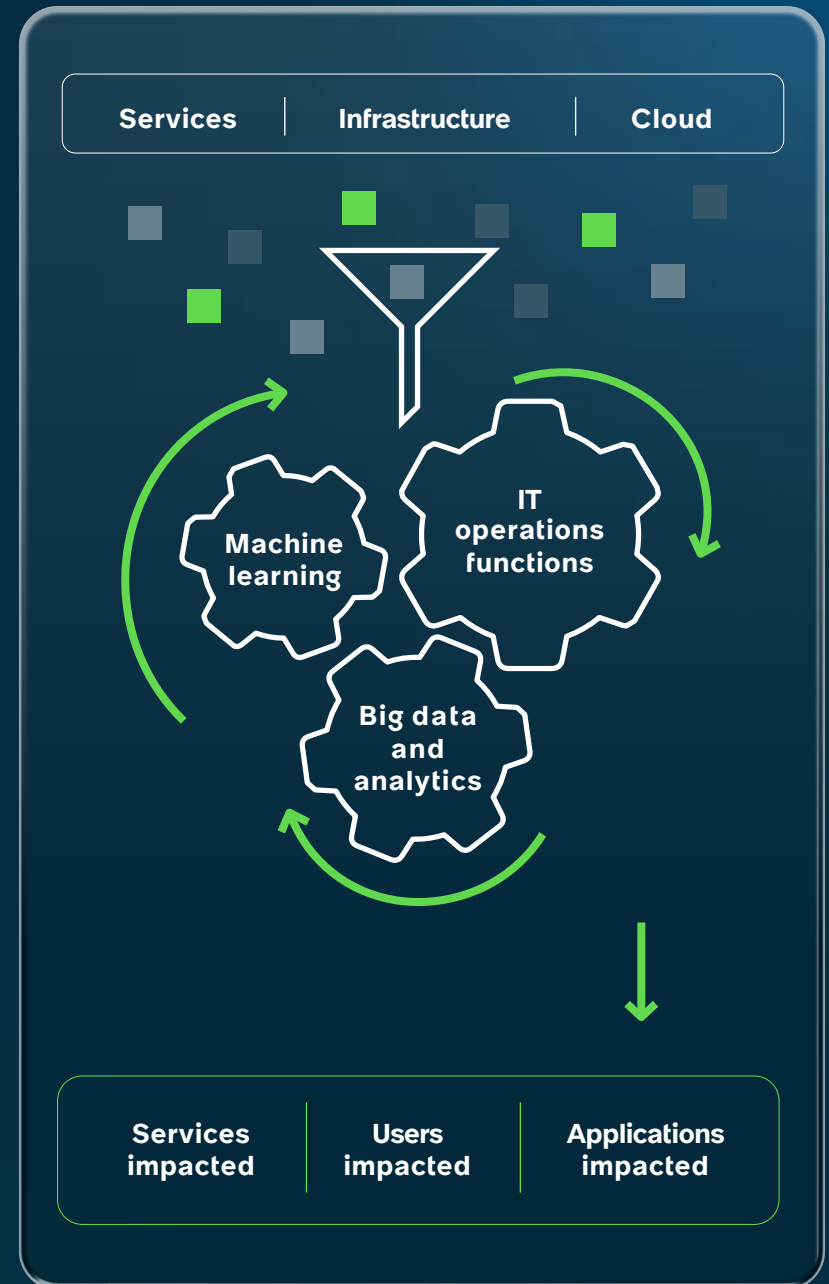 Services
Infrastructure
Cloud
IT
operations
functions
Machine
learning
Big data
and
analytics
Services
impacted
Users
impacted
Applications
impacted